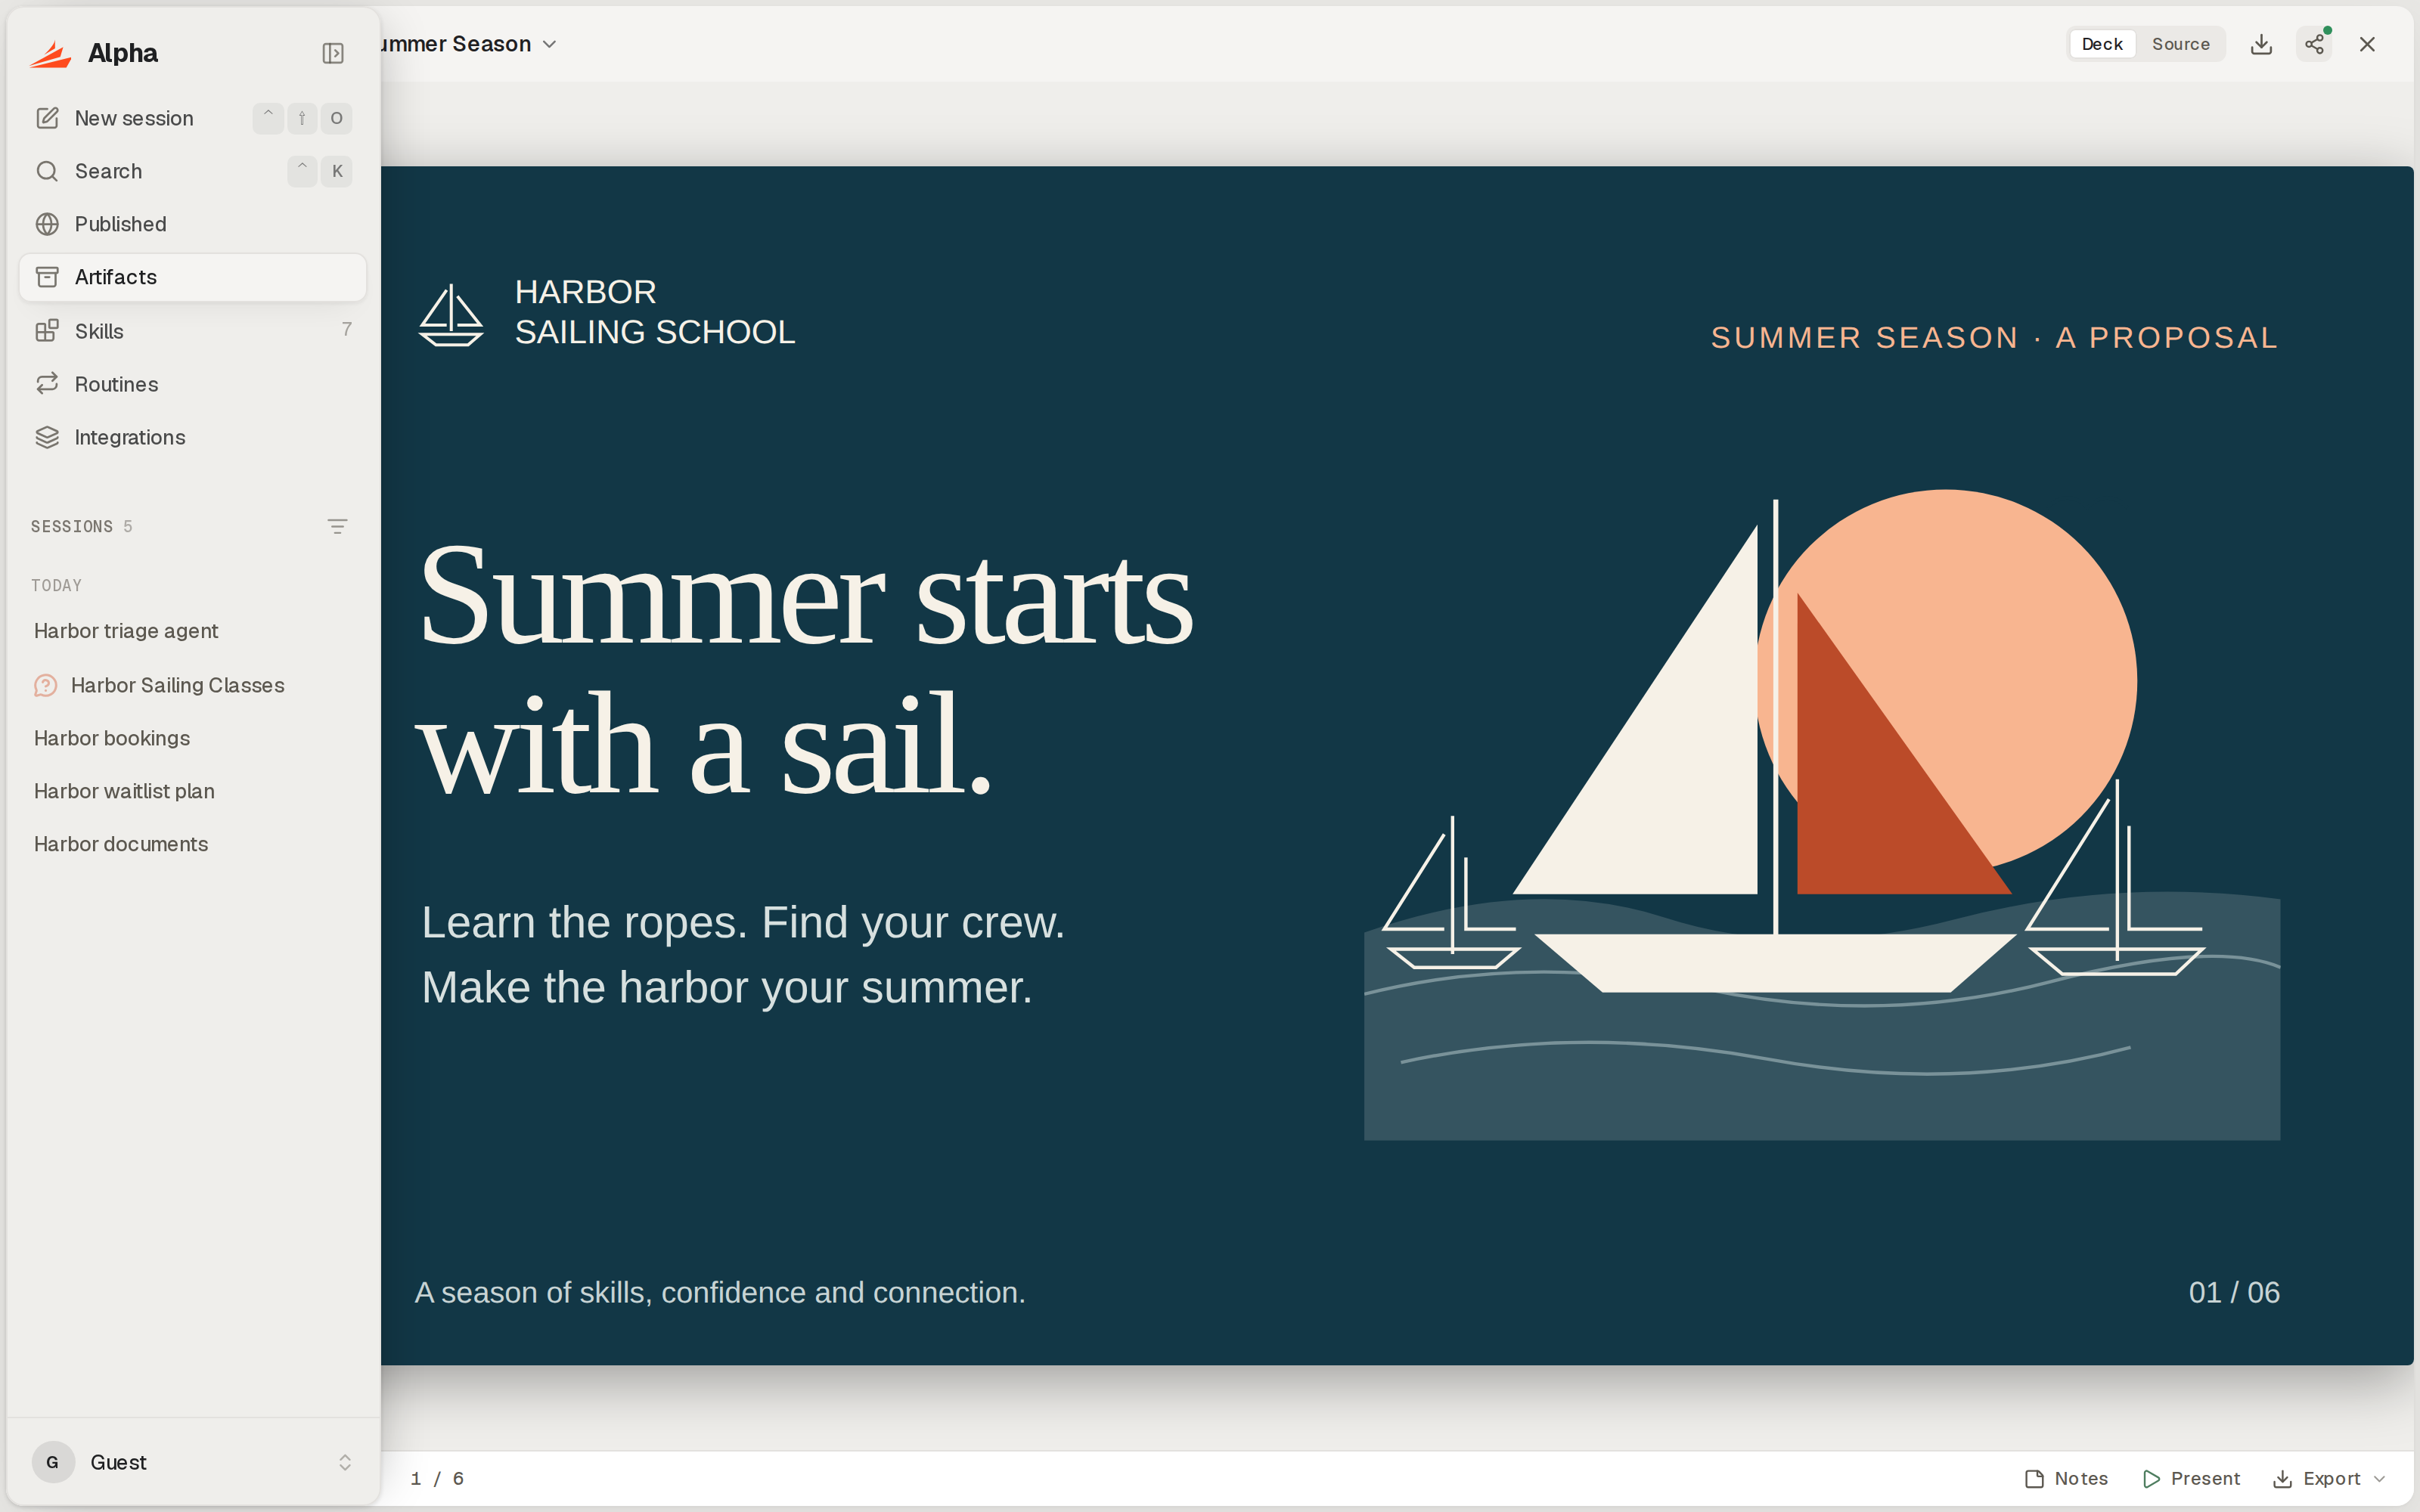 Alpha
New session ^ ⇧ O
Search ^ K
Published
Artifacts
Skills 7
Routines
Integrations
SESSIONS 5
TODAY
Harbor triage agent
Harbor Sailing Classes
Harbor bookings
Harbor waitlist plan
Harbor documents
G Guest
ummer Season
Deck Source
HARBOR
SAILING SCHOOL
SUMMER SEASON · A PROPOSAL
Summer starts
with a sail.
Learn the ropes. Find your crew.
Make the harbor your summer.
A season of skills, confidence and connection.
01 / 06
1 / 6
Notes Present Export